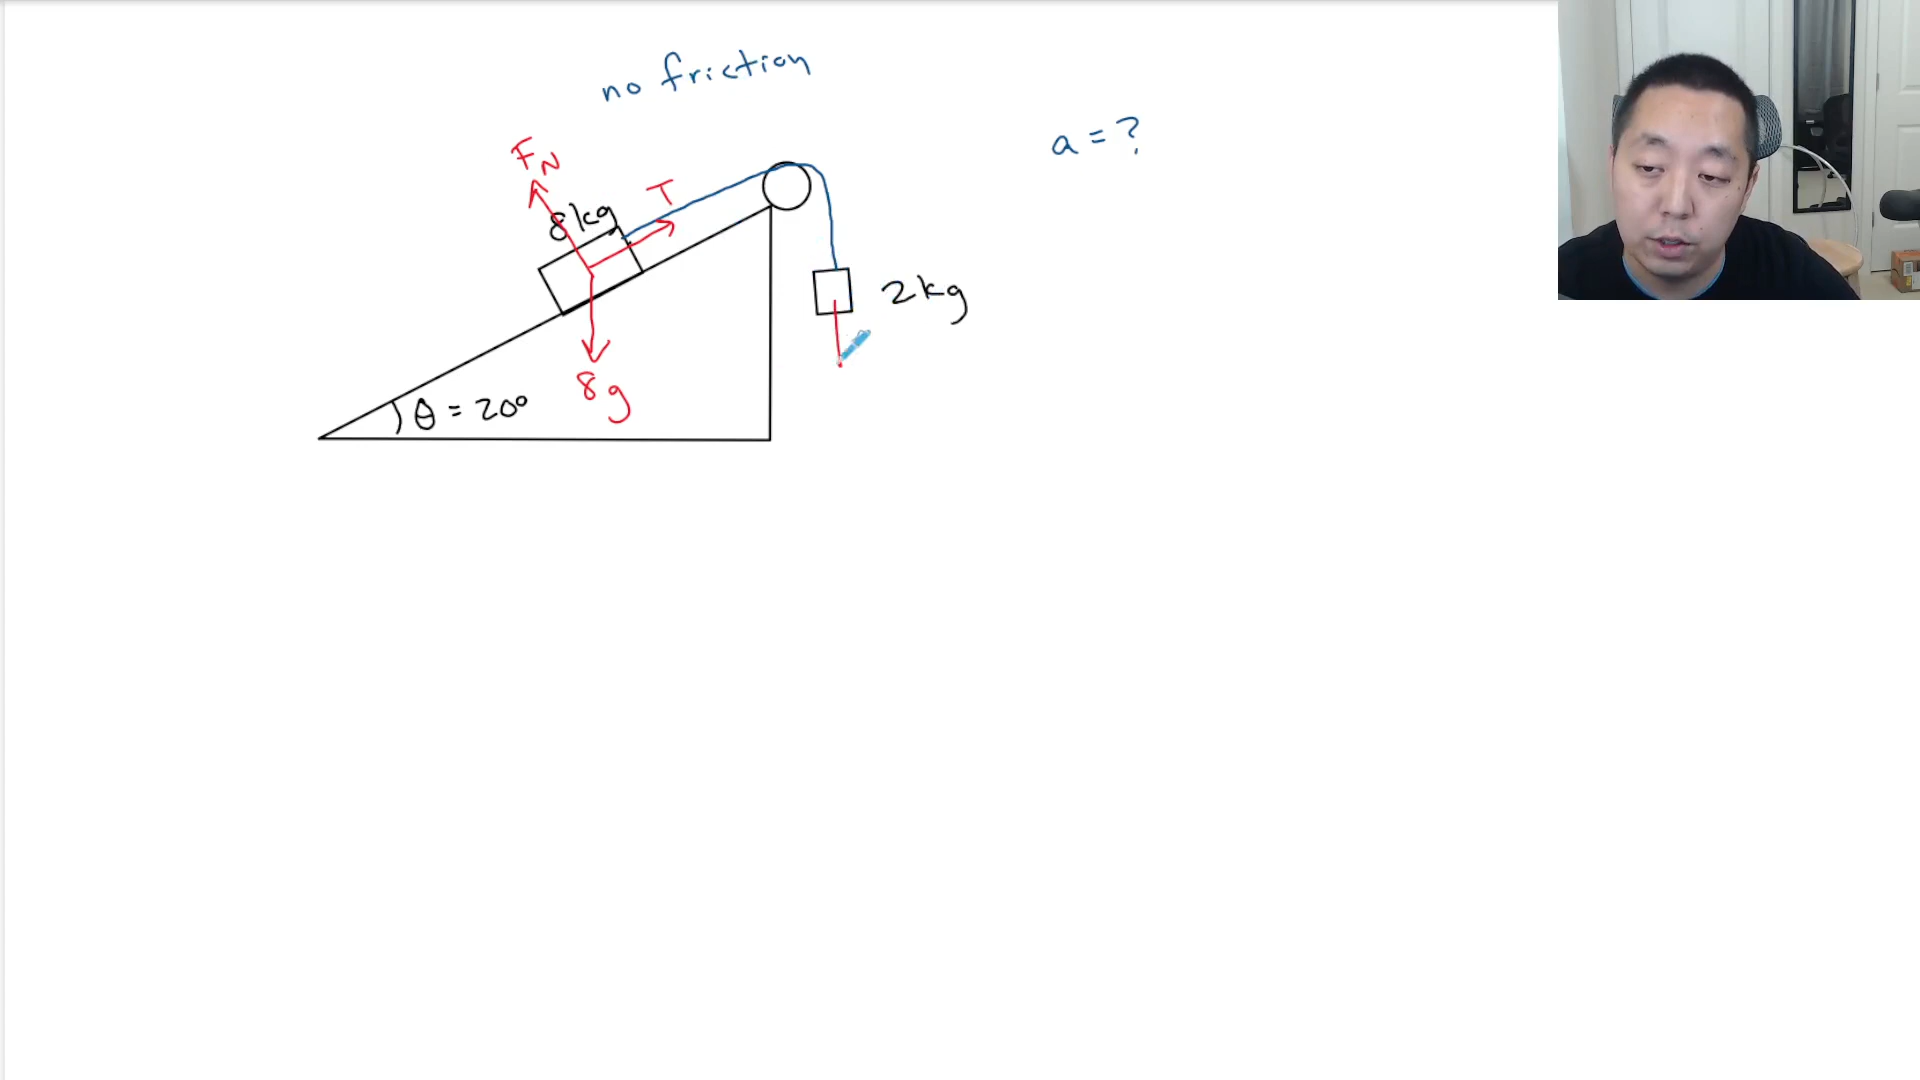 no friction
a = ?
F_N
T
8kg
2kg
8g
θ = 20°